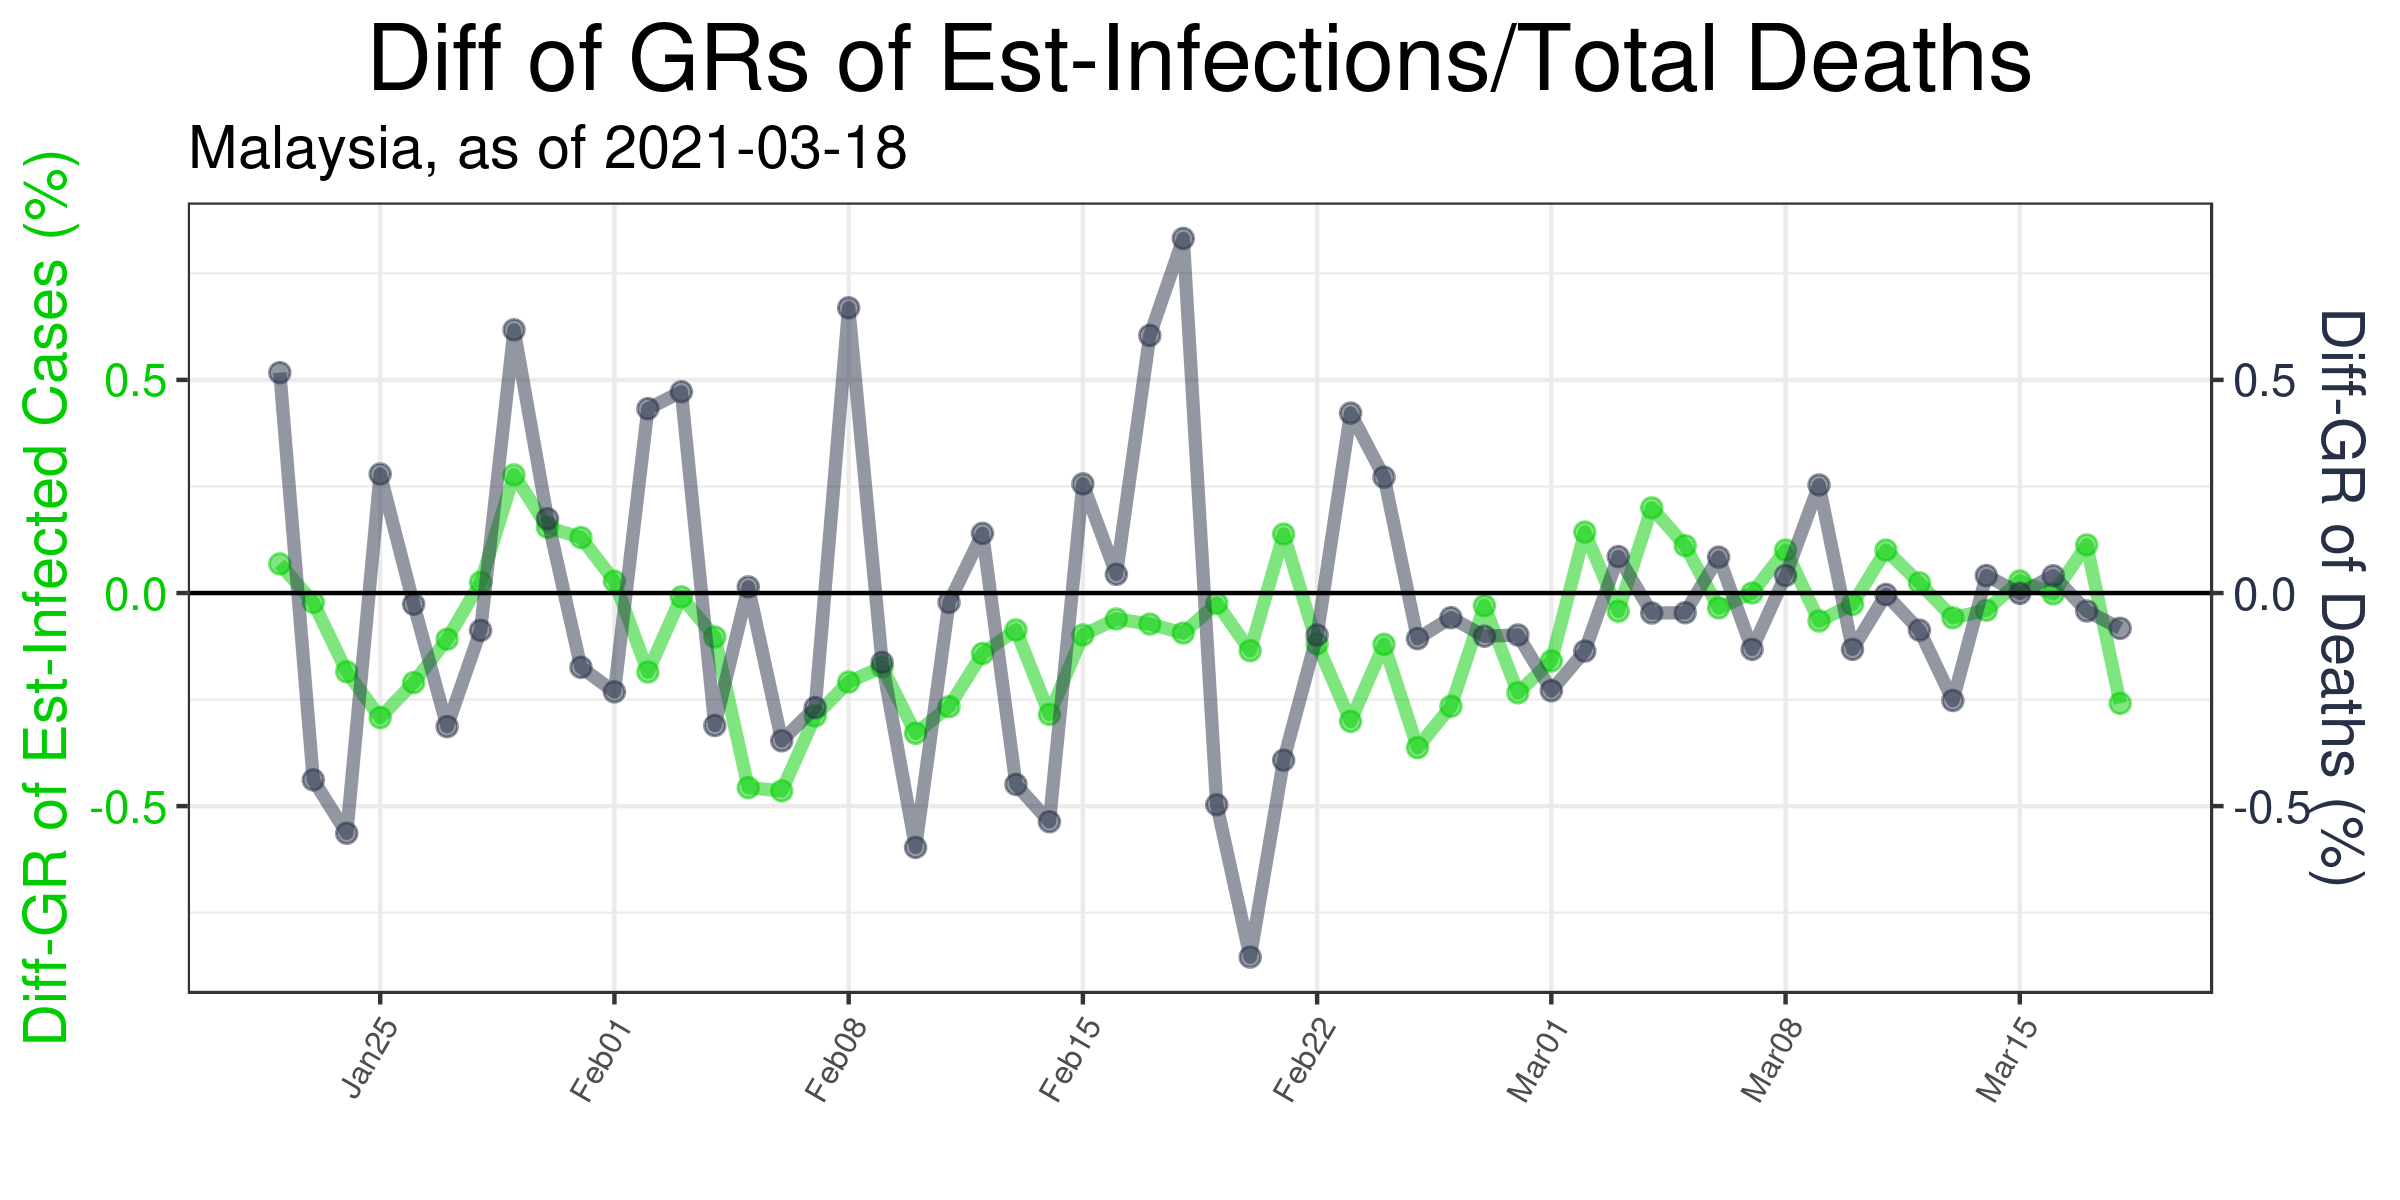 Diff of GRs of Est-Infections/Total Deaths
Malaysia, as of 2021-03-18
Diff-GR of Est-Infected Cases (%)
0.5
0.0
-0.5
0.5
0.0
-0.5
Diff-GR of Deaths (%)
Jan25
Feb01
Feb08
Feb15
Feb22
Mar01
Mar08
Mar15